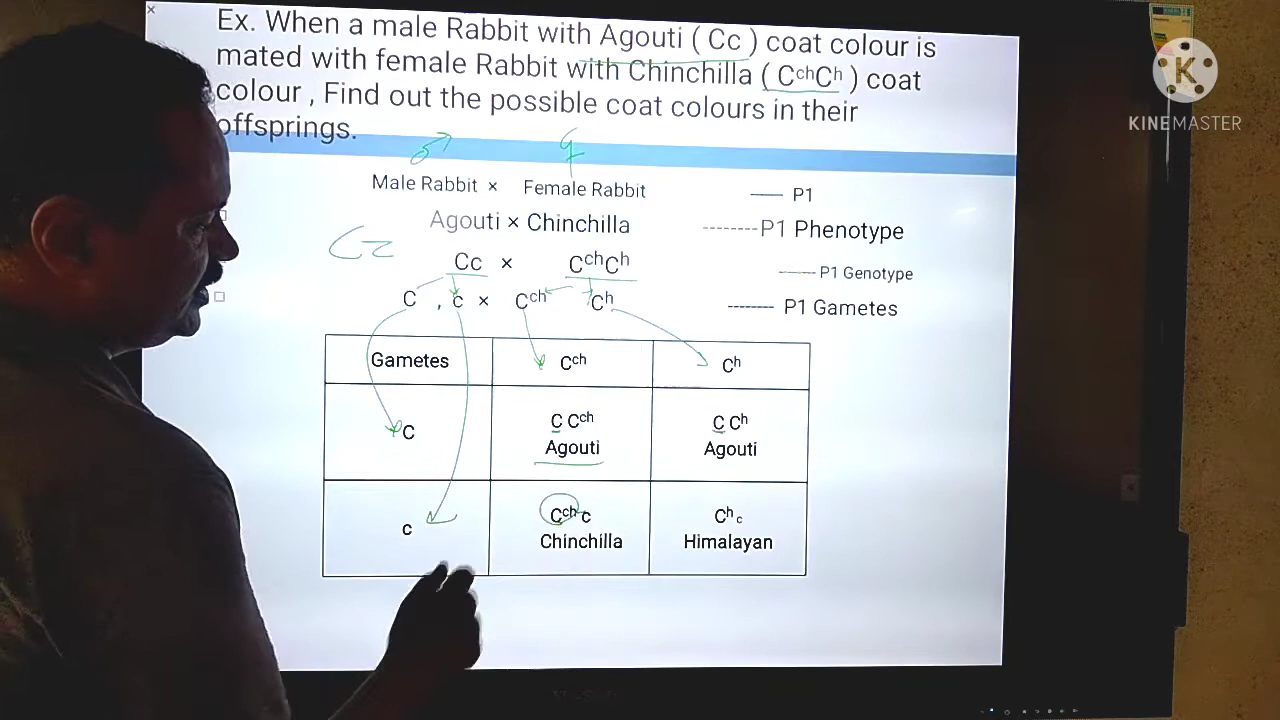 Ex. When a male Rabbit with Agouti ( Cc ) coat colour is
mated with female Rabbit with Chinchilla ( CᶜʰCʰ ) coat
colour , Find out the possible coat colours in their
offsprings.
♂ ♀
Male Rabbit × Female Rabbit —— P1
Agouti × Chinchilla --------P1 Phenotype
Cc × CᶜʰCʰ —— P1 Genotype
C , c × Cᶜʰ Cʰ ------- P1 Gametes
Gametes Cᶜʰ Cʰ
C C Cᶜʰ C Cʰ
Agouti Agouti
c Cᶜʰc Cʰc
Chinchilla Himalayan
K
KINEMASTER